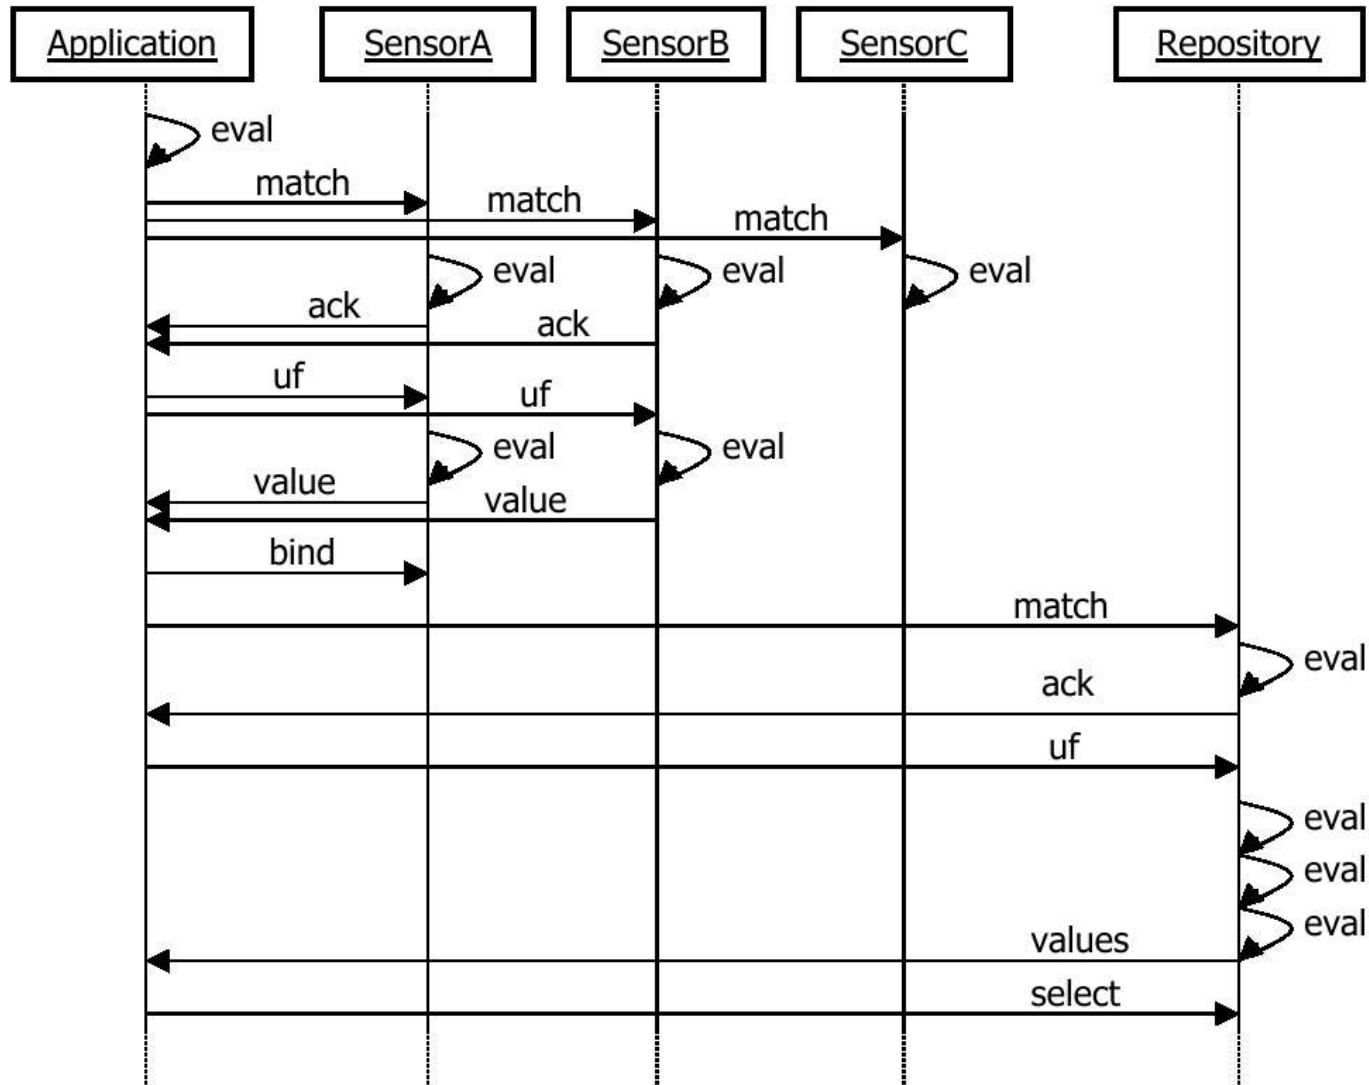 Application
SensorA
SensorB
SensorC
Repository
eval
match
match
match
eval
eval
eval
ack
ack
uf
uf
eval
eval
value
value
bind
match
eval
ack
uf
eval
eval
eval
values
select